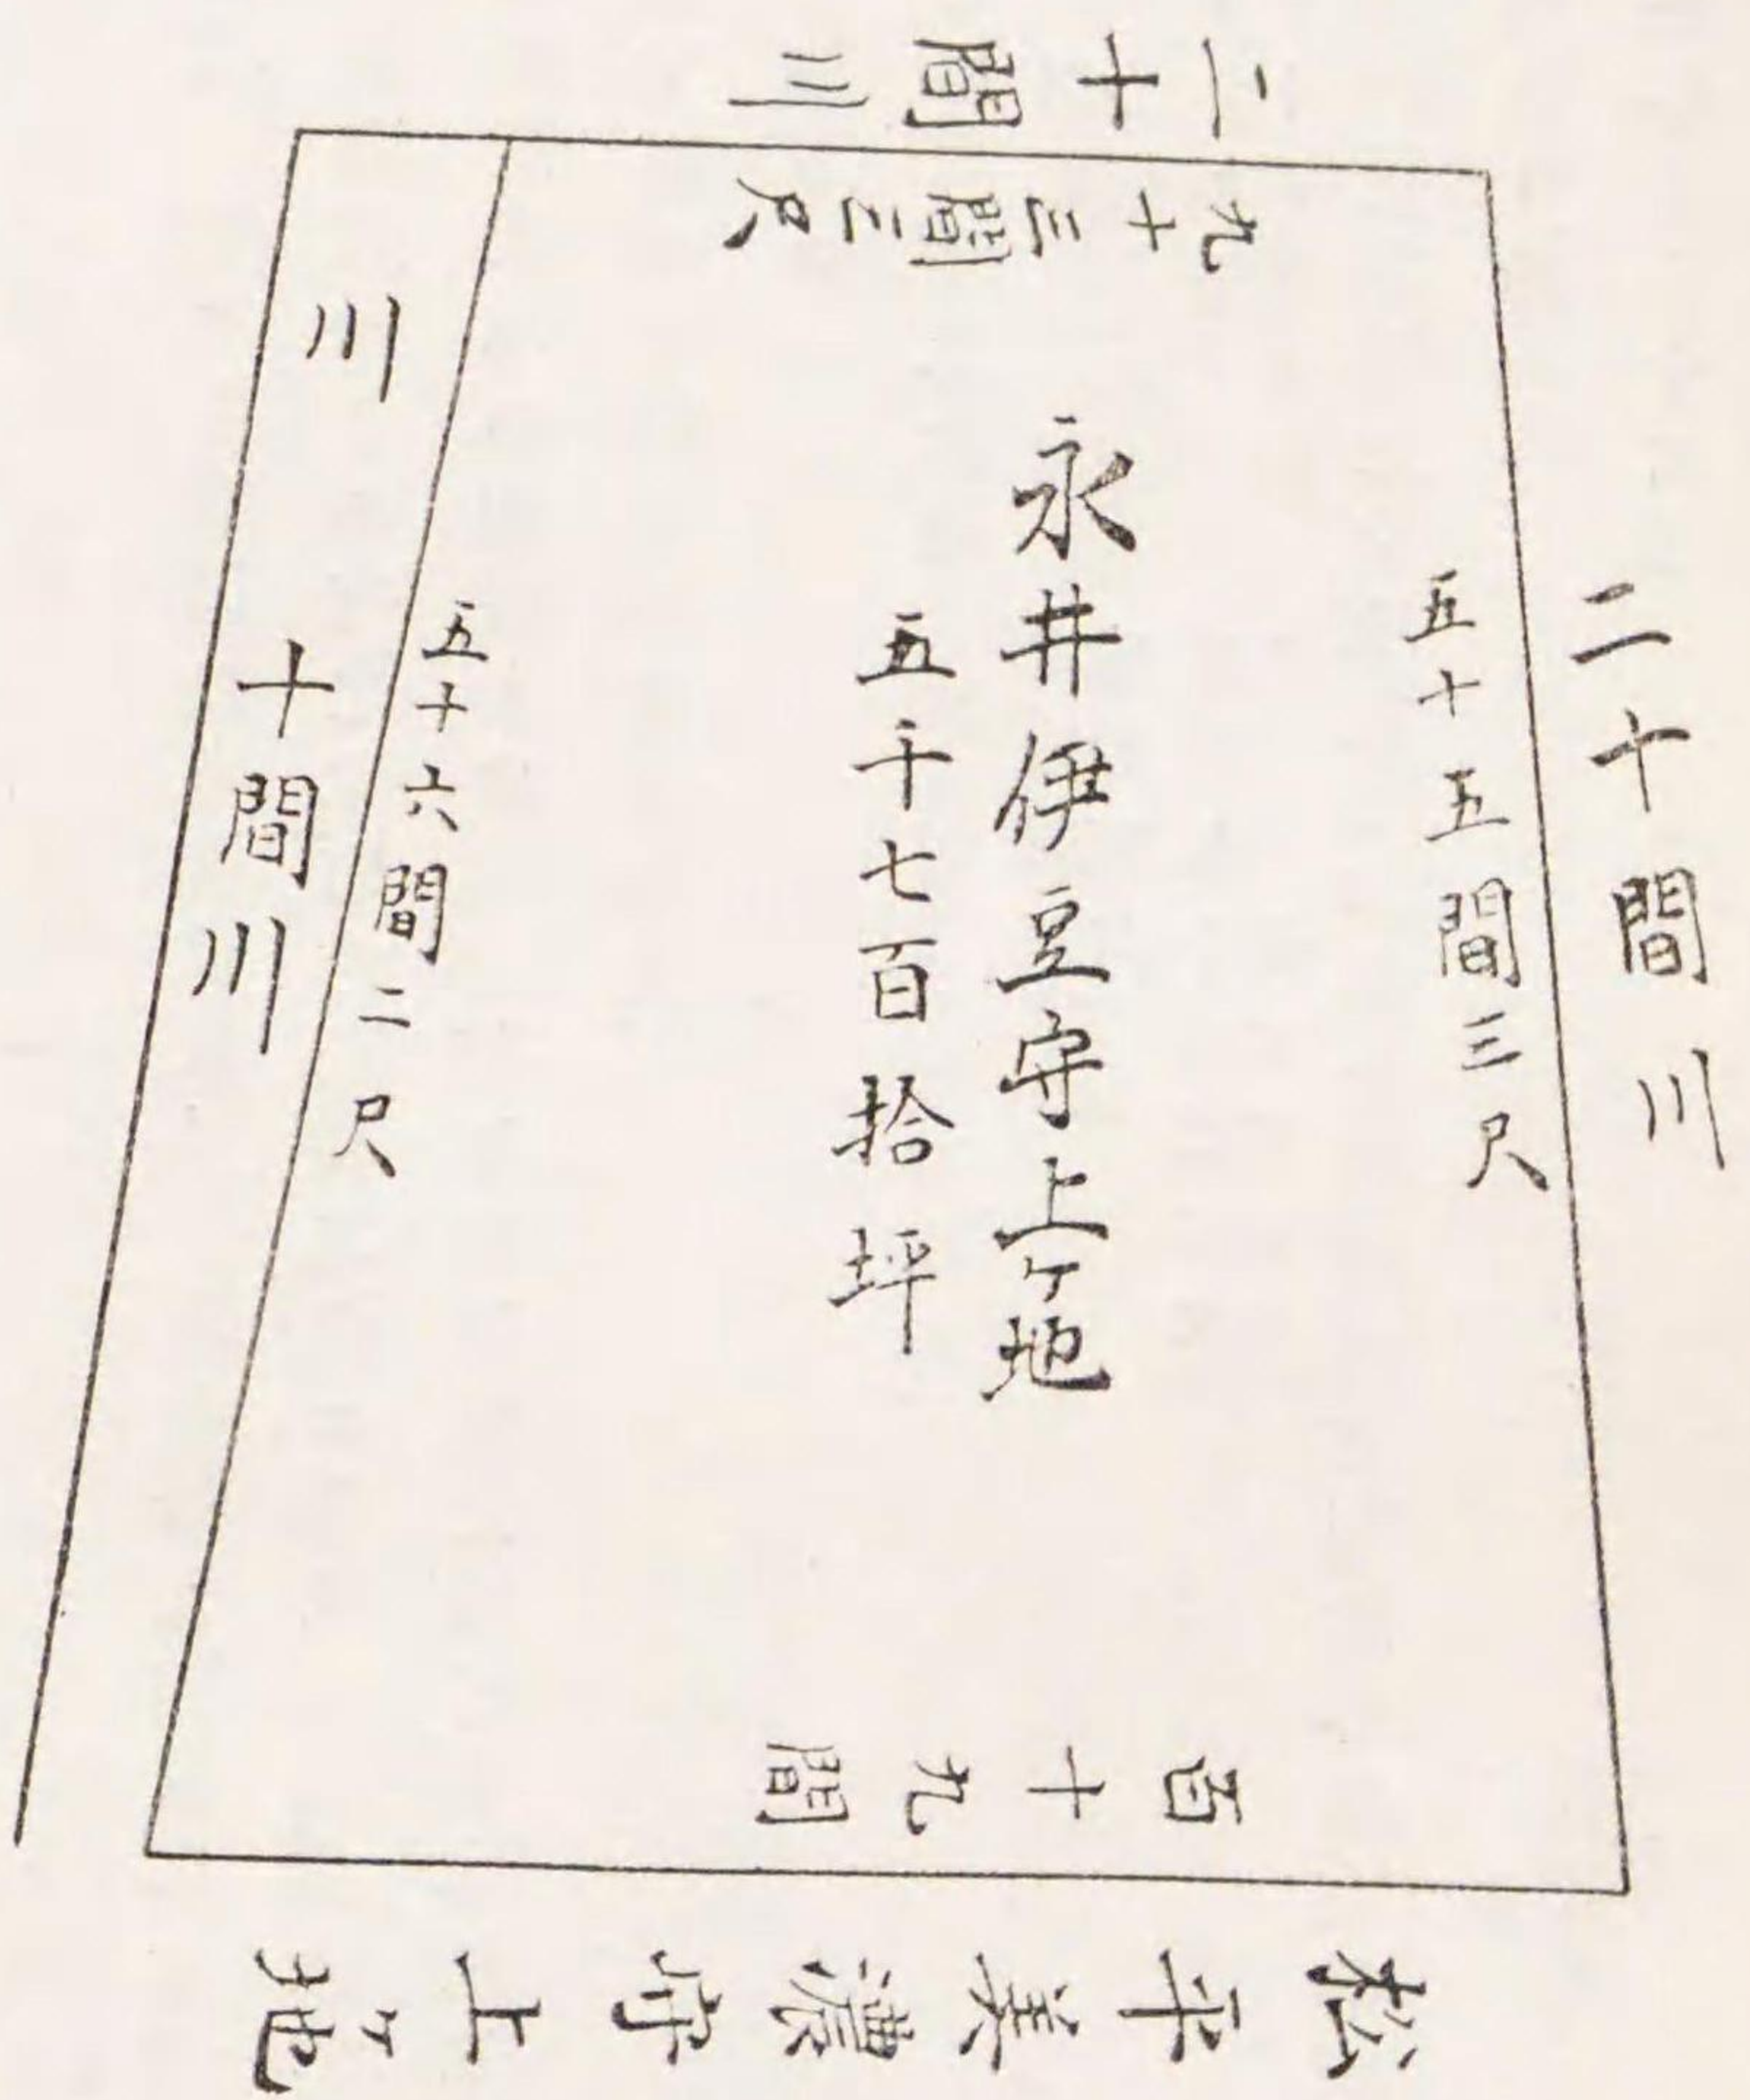 二十間川
九十三間三尺
二十間川
五十五間三尺
永井伊豆守上ヶ地
五千七百拾坪
川
五十六間二尺
十間川
百十九間
松平美濃守上ヶ地